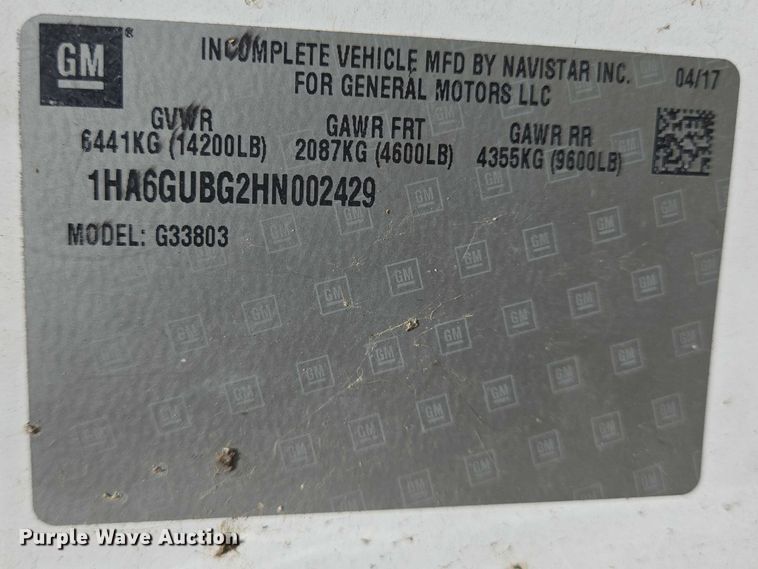 GM
INCOMPLETE VEHICLE MFD BY NAVISTAR INC.
FOR GENERAL MOTORS LLC
04/17
GVWR GAWR FRT GAWR RR
6441KG (14200LB) 2087KG (4600LB) 4355KG (9600LB)
1HA6GUBG2HN002429
MODEL: G33803
Purple Wave Auction